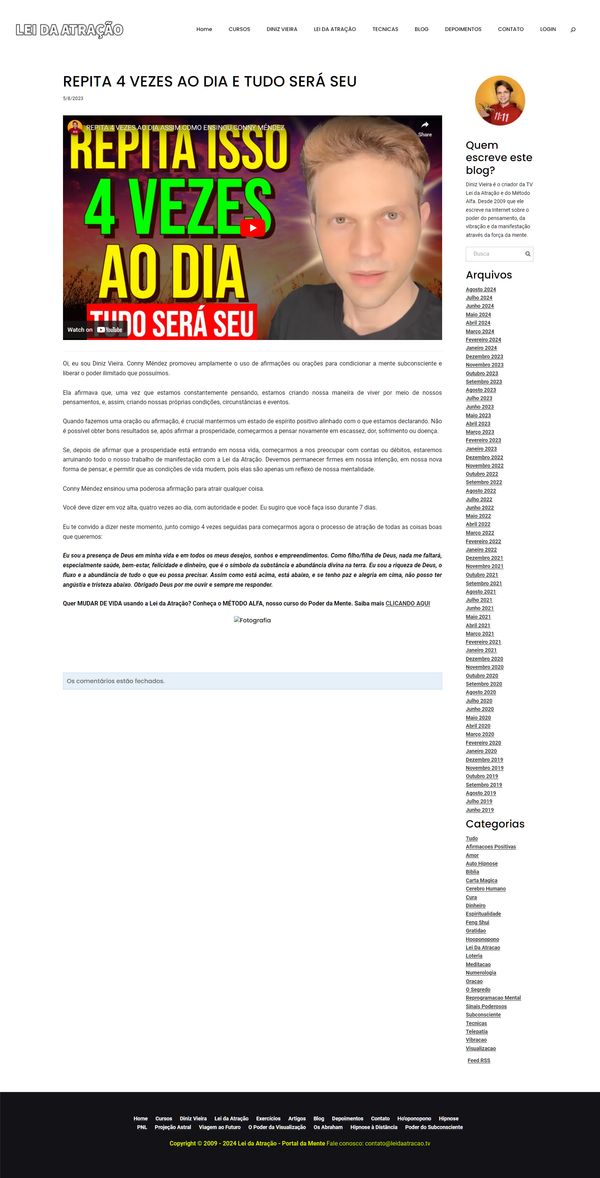 LEI DA ATRAÇÃO
Home CURSOS DINIZ VIEIRA LEI DA ATRAÇÃO TECNICAS BLOG DEPOIMENTOS CONTATO LOGIN
REPITA 4 VEZES AO DIA E TUDO SERÁ SEU
5/8/2023
REPITA 4 VEZES AO DIA ASSIM COMO ENSINOU CONNY MÉNDEZ
Share
REPITA ISSO
4 VEZES
AO DIA
TUDO SERÁ SEU
Watch on YouTube
11:11
Oi, eu sou Diniz Vieira. Conny Méndez promoveu amplamente o uso de afirmações ou orações para condicionar a mente subconsciente e
liberar o poder ilimitado que possuímos.
Ela afirmava que, uma vez que estamos constantemente pensando, estamos criando nossa maneira de viver por meio de nossos
pensamentos, e, assim, criando nossas próprias condições, circunstâncias e eventos.
Quando fazemos uma oração ou afirmação, é crucial mantermos um estado de espírito positivo alinhado com o que estamos declarando. Não
é possível obter bons resultados se, após afirmar a prosperidade, começarmos a pensar novamente em escassez, dor, sofrimento ou doença.
Se, depois de afirmar que a prosperidade está entrando em nossa vida, começarmos a nos preocupar com contas ou débitos, estaremos
arruinando todo o nosso trabalho de manifestação com a Lei da Atração. Devemos permanecer firmes em nossa intenção, em nossa nova
forma de pensar, e permitir que as condições de vida mudem, pois elas são apenas um reflexo de nossa mentalidade.
Conny Méndez ensinou uma poderosa afirmação para atrair qualquer coisa.
Você deve dizer em voz alta, quatro vezes ao dia, com autoridade e poder. Eu sugiro que você faça isso durante 7 dias.
Eu te convido a dizer neste momento, junto comigo 4 vezes seguidas para começarmos agora o processo de atração de todas as coisas boas
que queremos:
Eu sou a presença de Deus em minha vida e em todos os meus desejos, sonhos e empreendimentos. Como filho/filha de Deus, nada me faltará,
especialmente saúde, bem-estar, felicidade e dinheiro, que é o símbolo da substância e abundância divina na terra. Eu sou a riqueza de Deus, o
fluxo e a abundância de tudo o que eu possa precisar. Assim como está acima, está abaixo, e se tenho paz e alegria em cima, não posso ter
angústia e tristeza abaixo. Obrigado Deus por me ouvir e sempre me responder.
Quer MUDAR DE VIDA usando a Lei da Atração? Conheça o MÉTODO ALFA, nosso curso do Poder da Mente. Saiba mais CLICANDO AQUI
Fotografia
Os comentários estão fechados.
Quem
escreve este
blog?
Diniz Vieira é o criador da TV
Lei da Atração e do Método
Alfa. Desde 2009 que ele
escreve na Internet sobre o
poder do pensamento, da
vibração e da manifestação
através da força da mente.
Busca
Arquivos
Agosto 2024
Julho 2024
Junho 2024
Maio 2024
Abril 2024
Março 2024
Fevereiro 2024
Janeiro 2024
Dezembro 2023
Novembro 2023
Outubro 2023
Setembro 2023
Agosto 2023
Julho 2023
Junho 2023
Maio 2023
Abril 2023
Março 2023
Fevereiro 2023
Janeiro 2023
Dezembro 2022
Novembro 2022
Outubro 2022
Setembro 2022
Agosto 2022
Julho 2022
Junho 2022
Maio 2022
Abril 2022
Março 2022
Fevereiro 2022
Janeiro 2022
Dezembro 2021
Novembro 2021
Outubro 2021
Setembro 2021
Agosto 2021
Julho 2021
Junho 2021
Maio 2021
Abril 2021
Março 2021
Fevereiro 2021
Janeiro 2021
Dezembro 2020
Novembro 2020
Outubro 2020
Setembro 2020
Agosto 2020
Julho 2020
Junho 2020
Maio 2020
Abril 2020
Março 2020
Fevereiro 2020
Janeiro 2020
Dezembro 2019
Novembro 2019
Outubro 2019
Setembro 2019
Agosto 2019
Julho 2019
Junho 2019
Categorias
Tudo
Afirmacoes Positivas
Amor
Auto Hipnose
Biblia
Carta Magica
Cerebro Humano
Cura
Dinheiro
Espiritualidade
Feng Shui
Gratidao
Hooponopono
Lei Da Atracao
Loteria
Meditacao
Numerologia
Oracao
O Segredo
Reprogramacao Mental
Sinais Poderosos
Subconsciente
Tecnicas
Telepatia
Vibracao
Visualizacao
Feed RSS
Home Cursos Diniz Vieira Lei da Atração Exercícios Artigos Blog Depoimentos Contato Ho'oponopono Hipnose
PNL Projeção Astral Viagem ao Futuro O Poder da Visualização Os Abraham Hipnose à Distância Poder do Subconsciente
Copyright © 2009 - 2024 Lei da Atração - Portal da Mente Fale conosco: contato@leidaatracao.tv